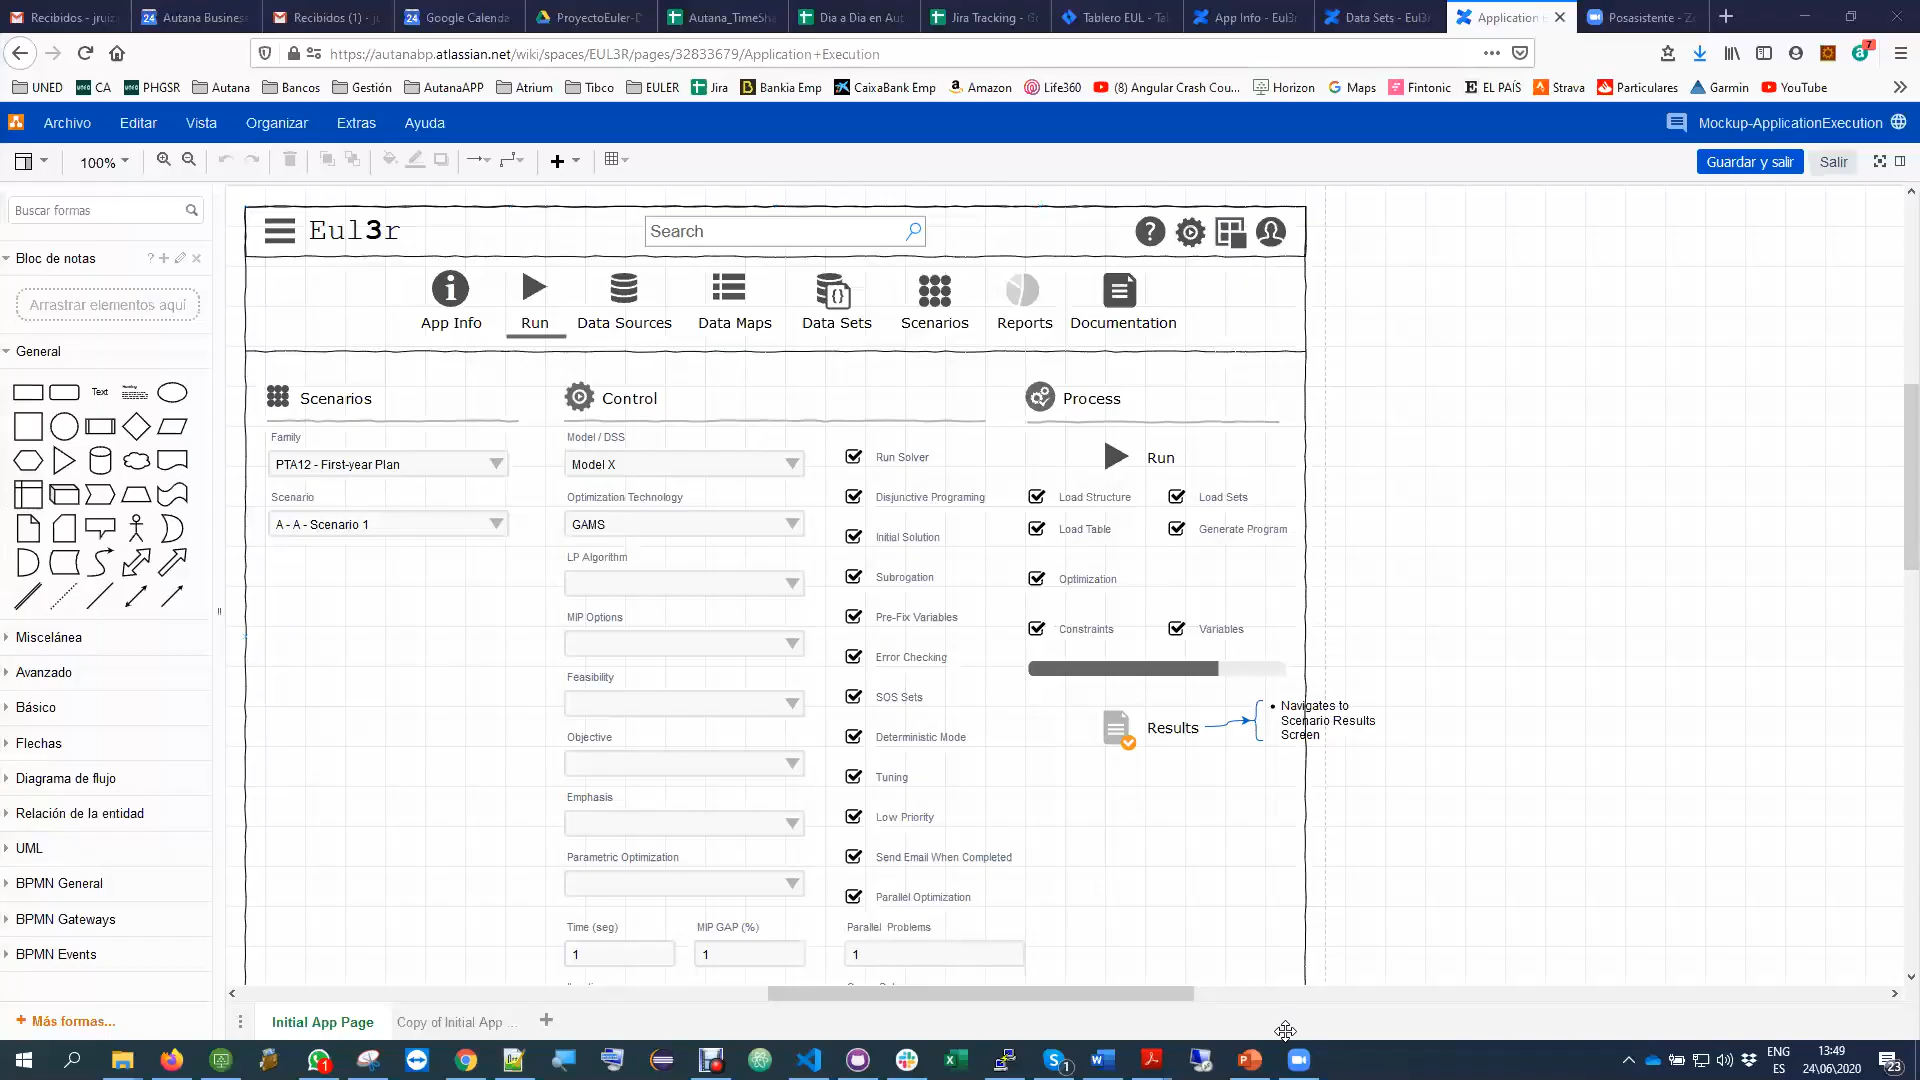 Recibidos - jruiz
Autana Busines
Recibidos (1) - ju
Google Calenda
ProyectoEuler-D
Autana_TimeSha
Dia a Dia en Aut
Jira Tracking - Go
Tablero EUL - Ta
App Info - Eul3r
Data Sets - Eul3r
Application E
Posasistente - Z
https://autanabp.atlassian.net/wiki/spaces/EUL3R/pages/32833679/Application+Execution
7
UNED
CA
PHGSR
Autana
Bancos
Gestión
AutanaAPP
Atrium
Tibco
EULER
Jira
Bankia Emp
CaixaBank Emp
Amazon
Life360
(8) Angular Crash Cou...
Horizon
Maps
Fintonic
EL PAÍS
Strava
Particulares
Garmin
YouTube
Archivo
Editar
Vista
Organizar
Extras
Ayuda
Mockup-ApplicationExecution
100%
Guardar y salir
Salir
Buscar formas
Bloc de notas
Arrastrar elementos aquí
General
Text
Heading
Miscelánea
Avanzado
Básico
Flechas
Diagrama de flujo
Relación de la entidad
UML
BPMN General
BPMN Gateways
BPMN Events
+ Más formas...
Eul3r
Search
App Info
Run
Data Sources
Data Maps
Data Sets
Scenarios
Reports
Documentation
Scenarios
Family
PTA12 - First-year Plan
Scenario
A - A - Scenario 1
Control
Model / DSS
Model X
Optimization Technology
GAMS
LP Algorithm
MIP Options
Feasibility
Objective
Emphasis
Parametric Optimization
Time (seg)
1
MIP GAP (%)
1
Run Solver
Disjunctive Programing
Initial Solution
Subrogation
Pre-Fix Variables
Error Checking
SOS Sets
Deterministic Mode
Tuning
Low Priority
Send Email When Completed
Parallel Optimization
Parallel Problems
1
Process
Run
Load Structure
Load Sets
Load Table
Generate Program
Optimization
Constraints
Variables
Results
• Navigates to
Scenario Results
Screen
Initial App Page
Copy of Initial App ...
ENG
ES
13:49
24/06/2020
23